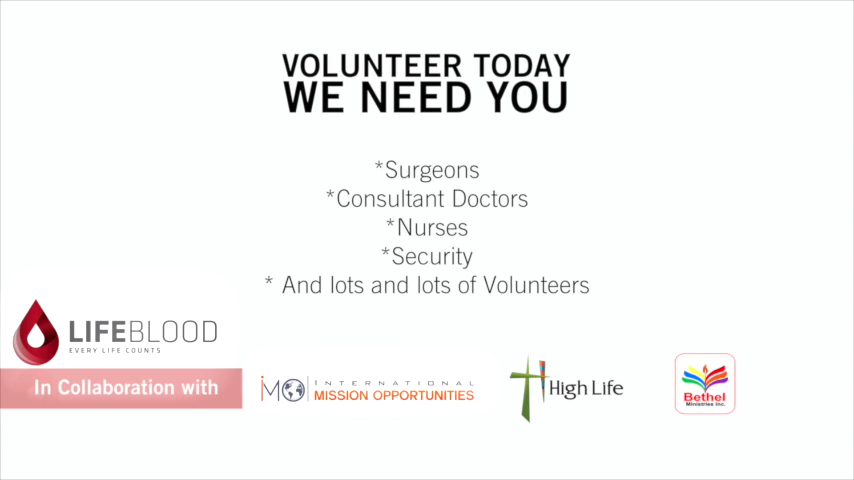 VOLUNTEER TODAY
WE NEED YOU
*Surgeons
*Consultant Doctors
*Nurses
*Security
* And lots and lots of Volunteers
LIFEBLOOD
EVERY LIFE COUNTS
In Collaboration with
iMO
INTERNATIONAL
MISSION OPPORTUNITIES
High Life
Bethel
Ministries Inc.